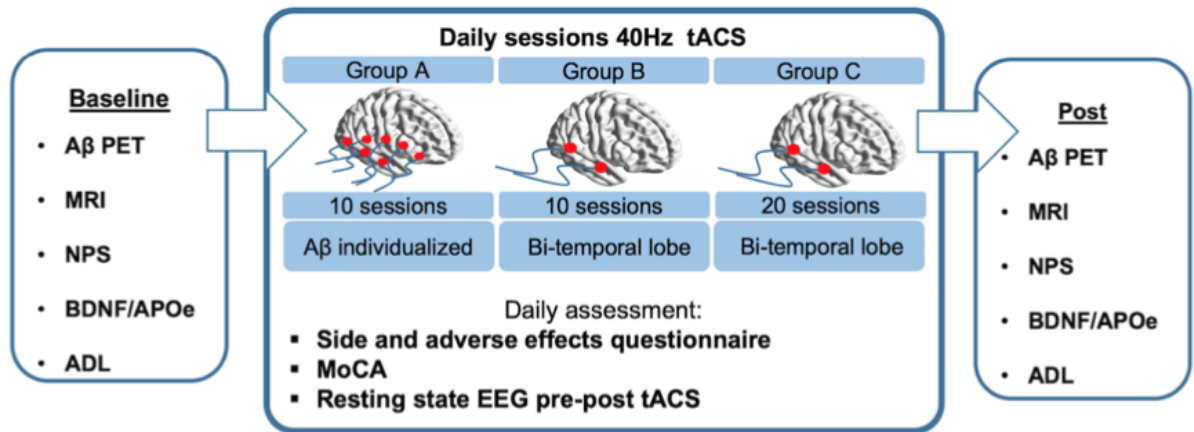 Baseline
• Aβ PET
• MRI
• NPS
• BDNF/APOe
• ADL
Daily sessions 40Hz tACS
Group A
Group B
Group C
10 sessions
10 sessions
20 sessions
Aβ individualized
Bi-temporal lobe
Bi-temporal lobe
Daily assessment:
▪ Side and adverse effects questionnaire
▪ MoCA
▪ Resting state EEG pre-post tACS
Post
• Aβ PET
• MRI
• NPS
• BDNF/APOe
• ADL